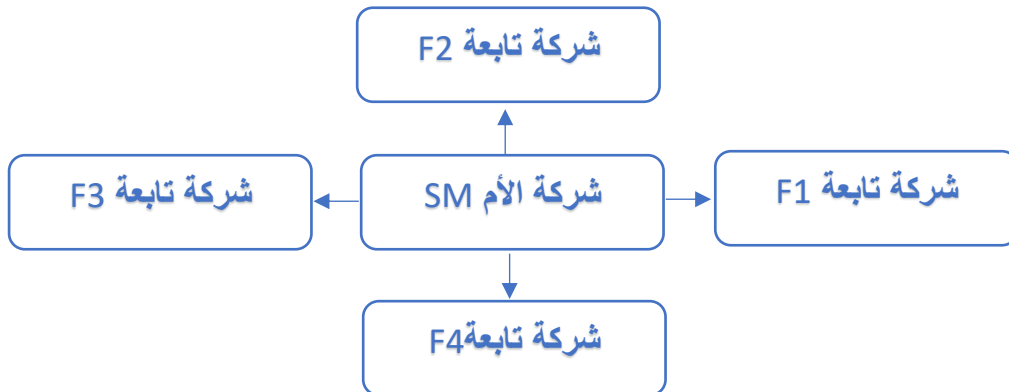 شركة تابعة F2
شركة تابعة F1
شركة الأم SM
شركة تابعة F3
شركة تابعةF4